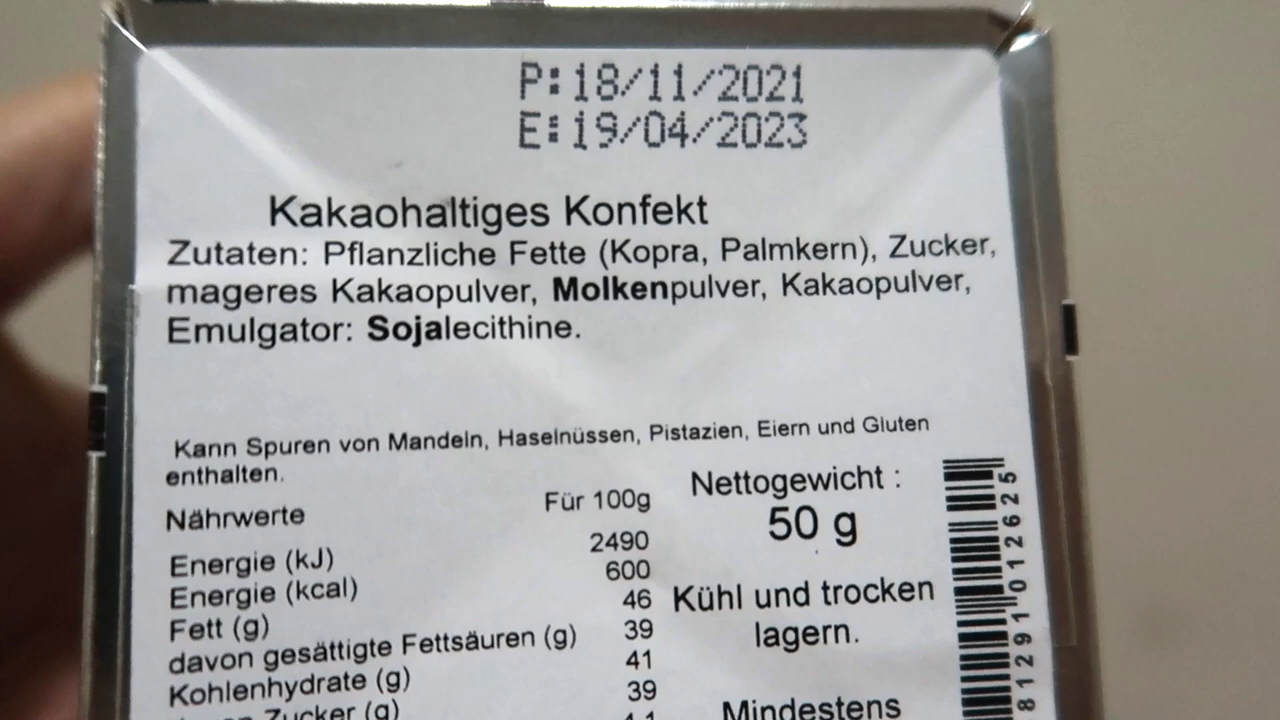 P:18/11/2021
E:19/04/2023
Kakaohaltiges Konfekt
Zutaten: Pflanzliche Fette (Kopra, Palmkern), Zucker,
mageres Kakaopulver, Molkenpulver, Kakaopulver,
Emulgator: Sojalecithine.
Kann Spuren von Mandeln, Haselnüssen, Pistazien, Eiern und Gluten
enthalten.
Nährwerte Für 100g
Energie (kJ) 2490
Energie (kcal) 600
Fett (g) 46
davon gesättigte Fettsäuren (g) 39
Kohlenhydrate (g) 41
Zucker (g) 39
Nettogewicht :
50 g
Kühl und trocken
lagern.
Mindestens
81291 012625